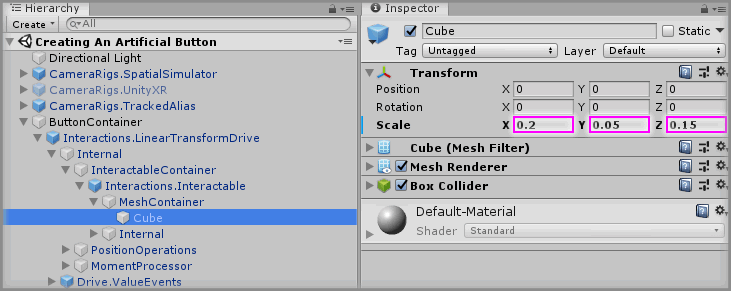 Hierarchy
Create
All
Creating An Artificial Button
Directional Light
CameraRigs.SpatialSimulator
CameraRigs.UnityXR
CameraRigs.TrackedAlias
ButtonContainer
Interactions.LinearTransformDrive
Internal
InteractableContainer
Interactions.Interactable
MeshContainer
Cube
Internal
PositionOperations
MomentProcessor
Drive.ValueEvents
Inspector
Cube Static
Tag Untagged Layer Default
Transform
Position X 0 Y 0 Z 0
Rotation X 0 Y 0 Z 0
Scale X 0.2 Y 0.05 Z 0.15
Cube (Mesh Filter)
Mesh Renderer
Box Collider
Default-Material
Shader Standard